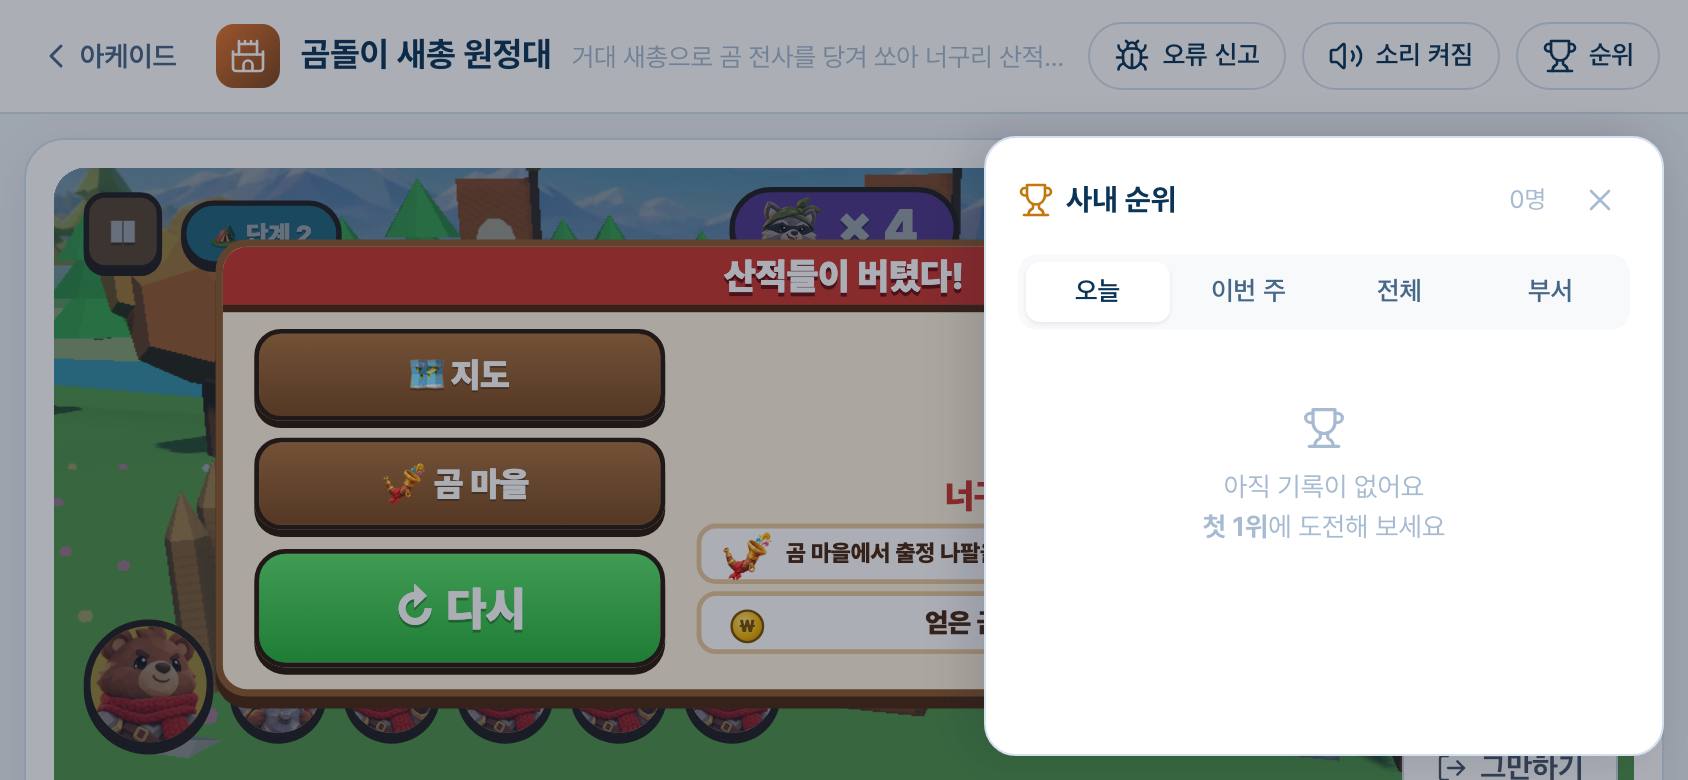 아케이드
곰돌이 새총 원정대
거대 새총으로 곰 전사를 당겨 쏘아 너구리 산적...
오류 신고
소리 켜짐
순위
단계 2
× 4
산적들이 버텼다!
지도
곰 마을
다시
곰 마을에서 출정 나팔
얻은
사내 순위
0명
오늘
이번 주
전체
부서
아직 기록이 없어요
첫 1위에 도전해 보세요
그만하기